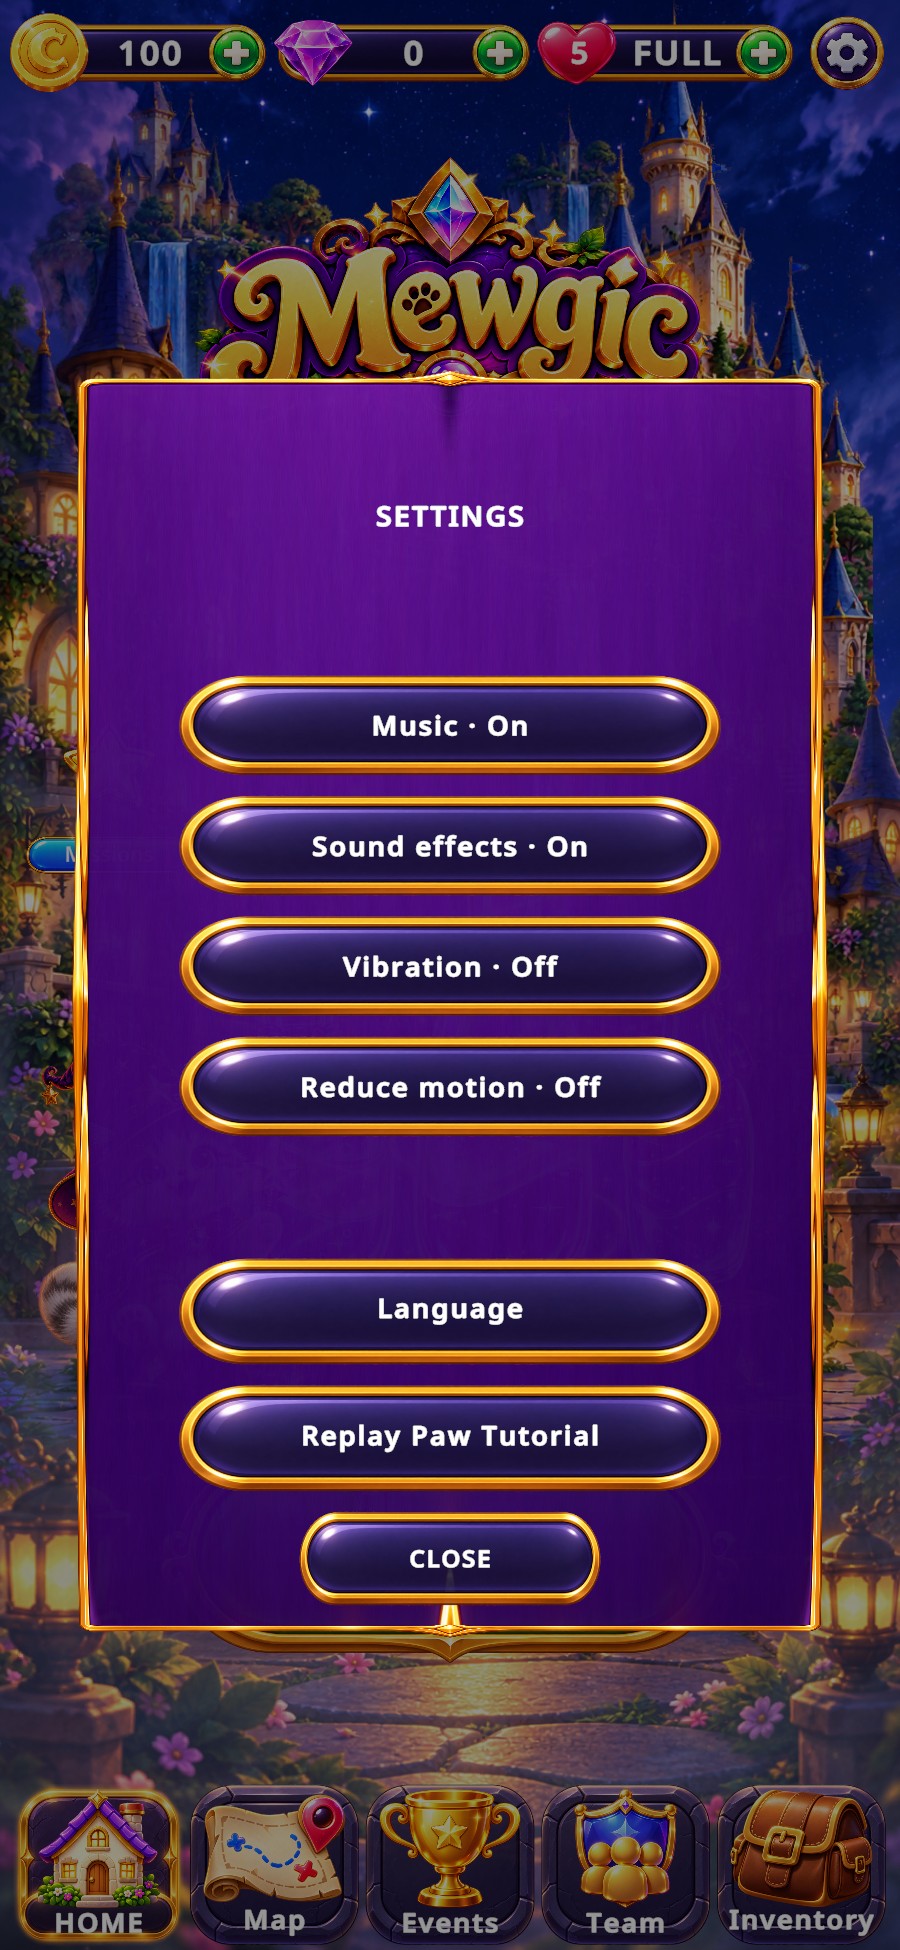 100
0
5
FULL
Mewgic
SETTINGS
Music · On
Sound effects · On
Vibration · Off
Reduce motion · Off
Language
Replay Paw Tutorial
CLOSE
HOME
Map
Events
Team
Inventory